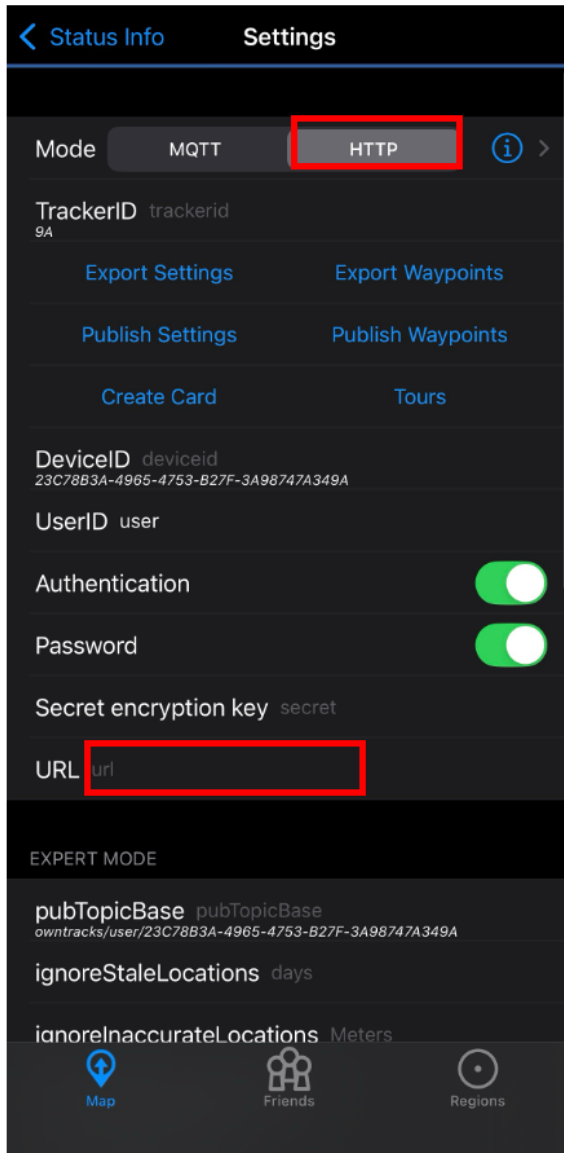 Status Info Settings
Mode MQTT HTTP
TrackerID trackerid
9A
Export Settings Export Waypoints
Publish Settings Publish Waypoints
Create Card Tours
DeviceID deviceid
23C78B3A-4965-4753-B27F-3A98747A349A
UserID user
Authentication
Password
Secret encryption key secret
URL url
EXPERT MODE
pubTopicBase pubTopicBase
owntracks/user/23C78B3A-4965-4753-B27F-3A98747A349A
ignoreStaleLocations days
ignoreInaccurateLocations Meters
Map Friends Regions